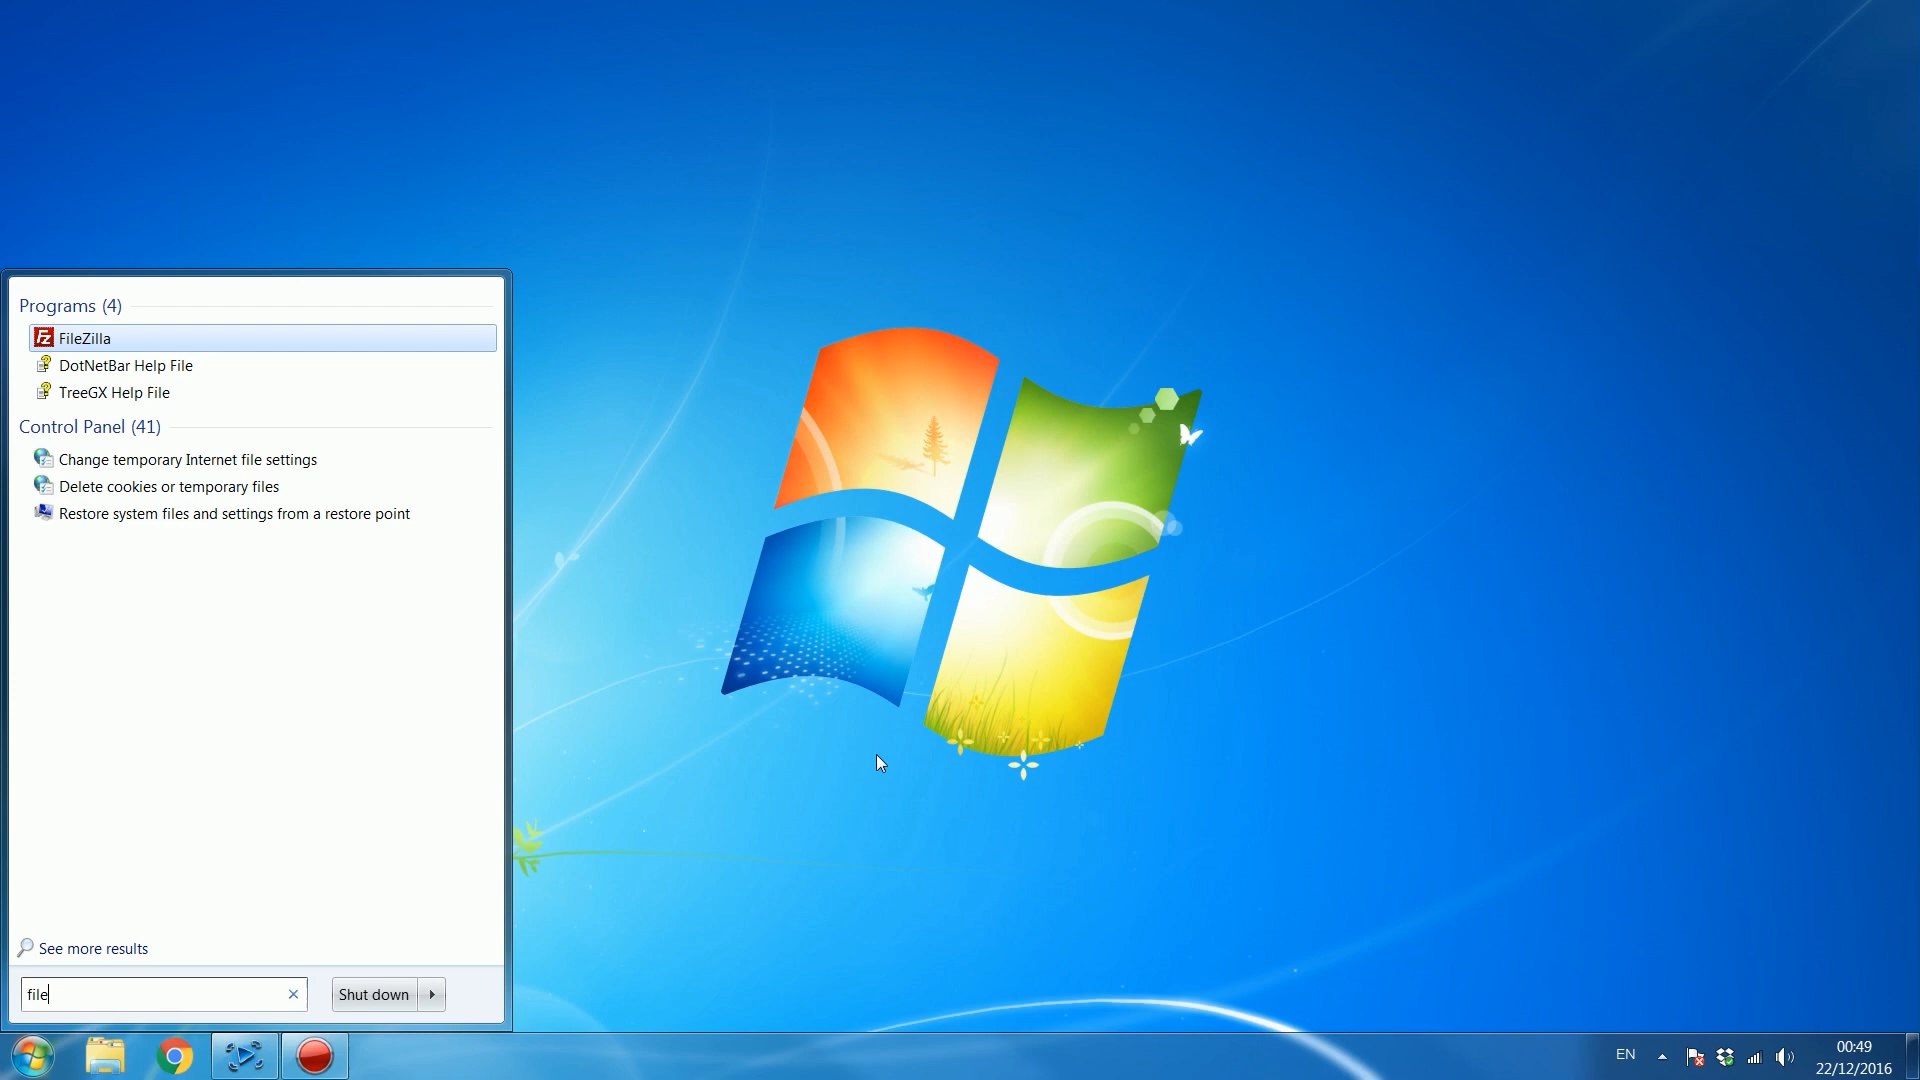 Programs (4)
FileZilla
DotNetBar Help File
TreeGX Help File
Control Panel (41)
Change temporary Internet file settings
Delete cookies or temporary files
Restore system files and settings from a restore point
See more results
file
Shut down
EN
00:49
22/12/2016